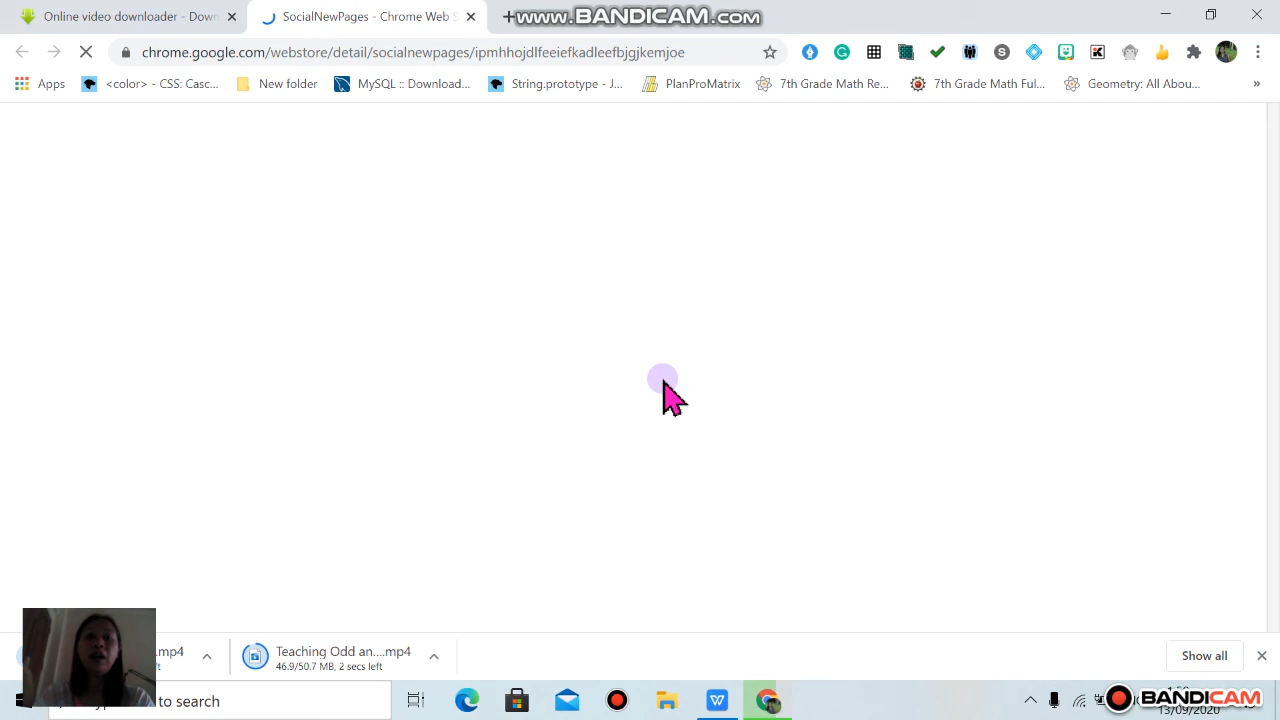 Online video downloader - Down
SocialNewPages - Chrome Web S
www.BANDICAM.com
chrome.google.com/webstore/detail/socialnewpages/ipmhhojdlfeeiefkadleefbjgjkemjoe
Apps
<color> - CSS: Casc...
New folder
MySQL :: Download...
String.prototype - J...
PlanProMatrix
7th Grade Math Re...
7th Grade Math Ful...
Geometry: All Abou...
»
.mp4
Teaching Odd an....mp4
46.9/50.7 MB, 2 secs left
Show all
to search
BANDICAM
13/09/2020